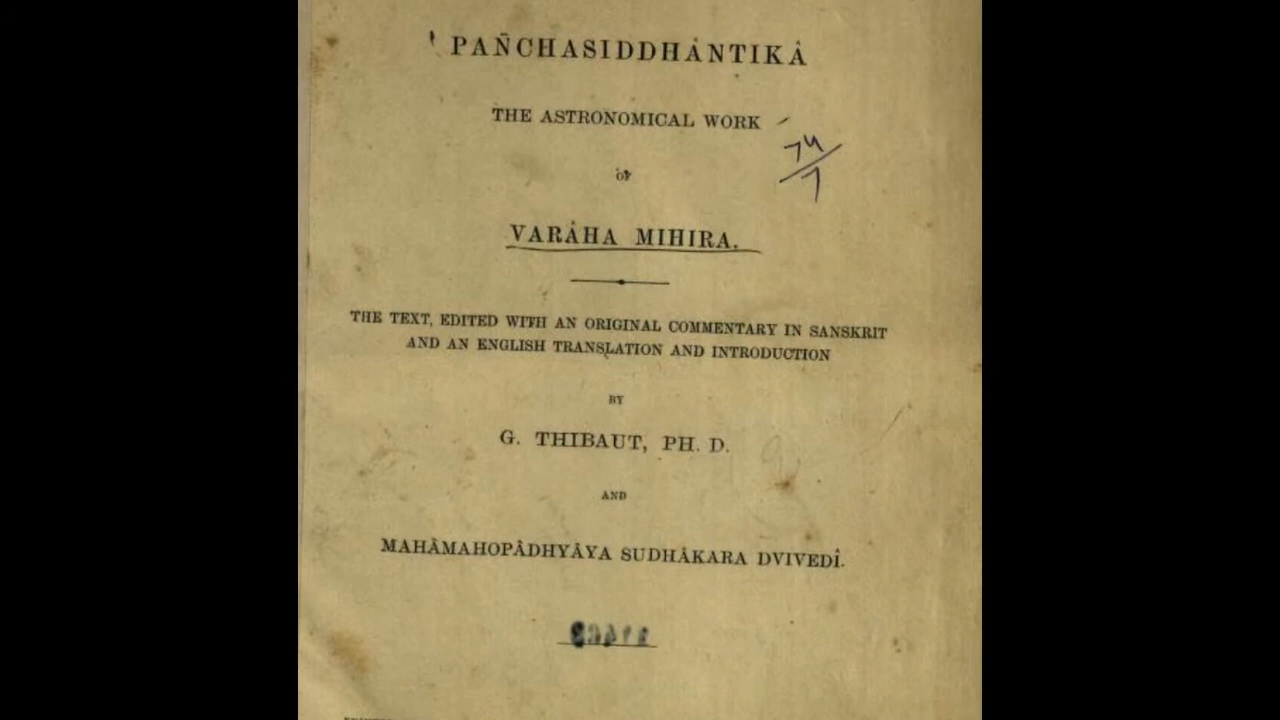 PAÑCHASIDDHÂNTIKÂ
THE ASTRONOMICAL WORK
OF
VARÂHA MIHIRA.
THE TEXT, EDITED WITH AN ORIGINAL COMMENTARY IN SANSKRIT
AND AN ENGLISH TRANSLATION AND INTRODUCTION
BY
G. THIBAUT, PH. D.
AND
MAHÂMAHOPÂDHYÂYA SUDHÂKARA DVIVEDÎ.